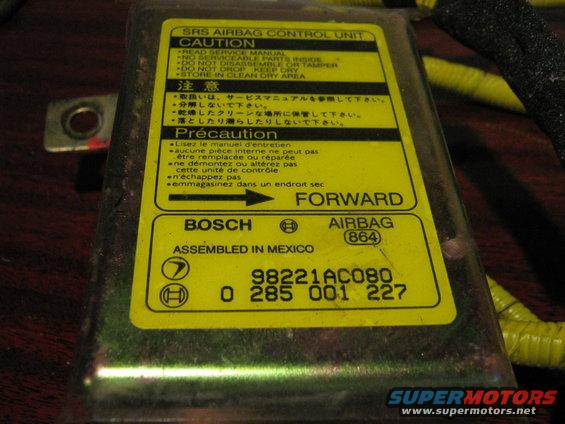 SRS AIRBAG CONTROL UNIT
CAUTION
•READ SERVICE MANUAL
•NO SERVICEABLE PARTS INSIDE
•DO NOT DISASSEMBLE OR TAMPER
•DO NOT DROP KEEP DRY
•STORE IN CLEAN DRY AREA
注 意
•取扱いは、サービスマニュアルを参照して下さい。
•分解しないで下さい。
•乾燥したクリーンな場所に保管して下さい。
•落としたり濡らしたりしないで下さい。
Précaution
•Lisez le manuel d'entretien
•aucune pièce interne ne peut pas
être remplacée ou réparée
•ne démontez ou altérez pas
cette unité de contrôle
•n'échappez pas
•emmagasinez dans un endroit sec
FORWARD
BOSCH AIRBAG
864
ASSEMBLED IN MEXICO
98221AC080
0 285 001 227
SUPERMOTORS
www.supermotors.net